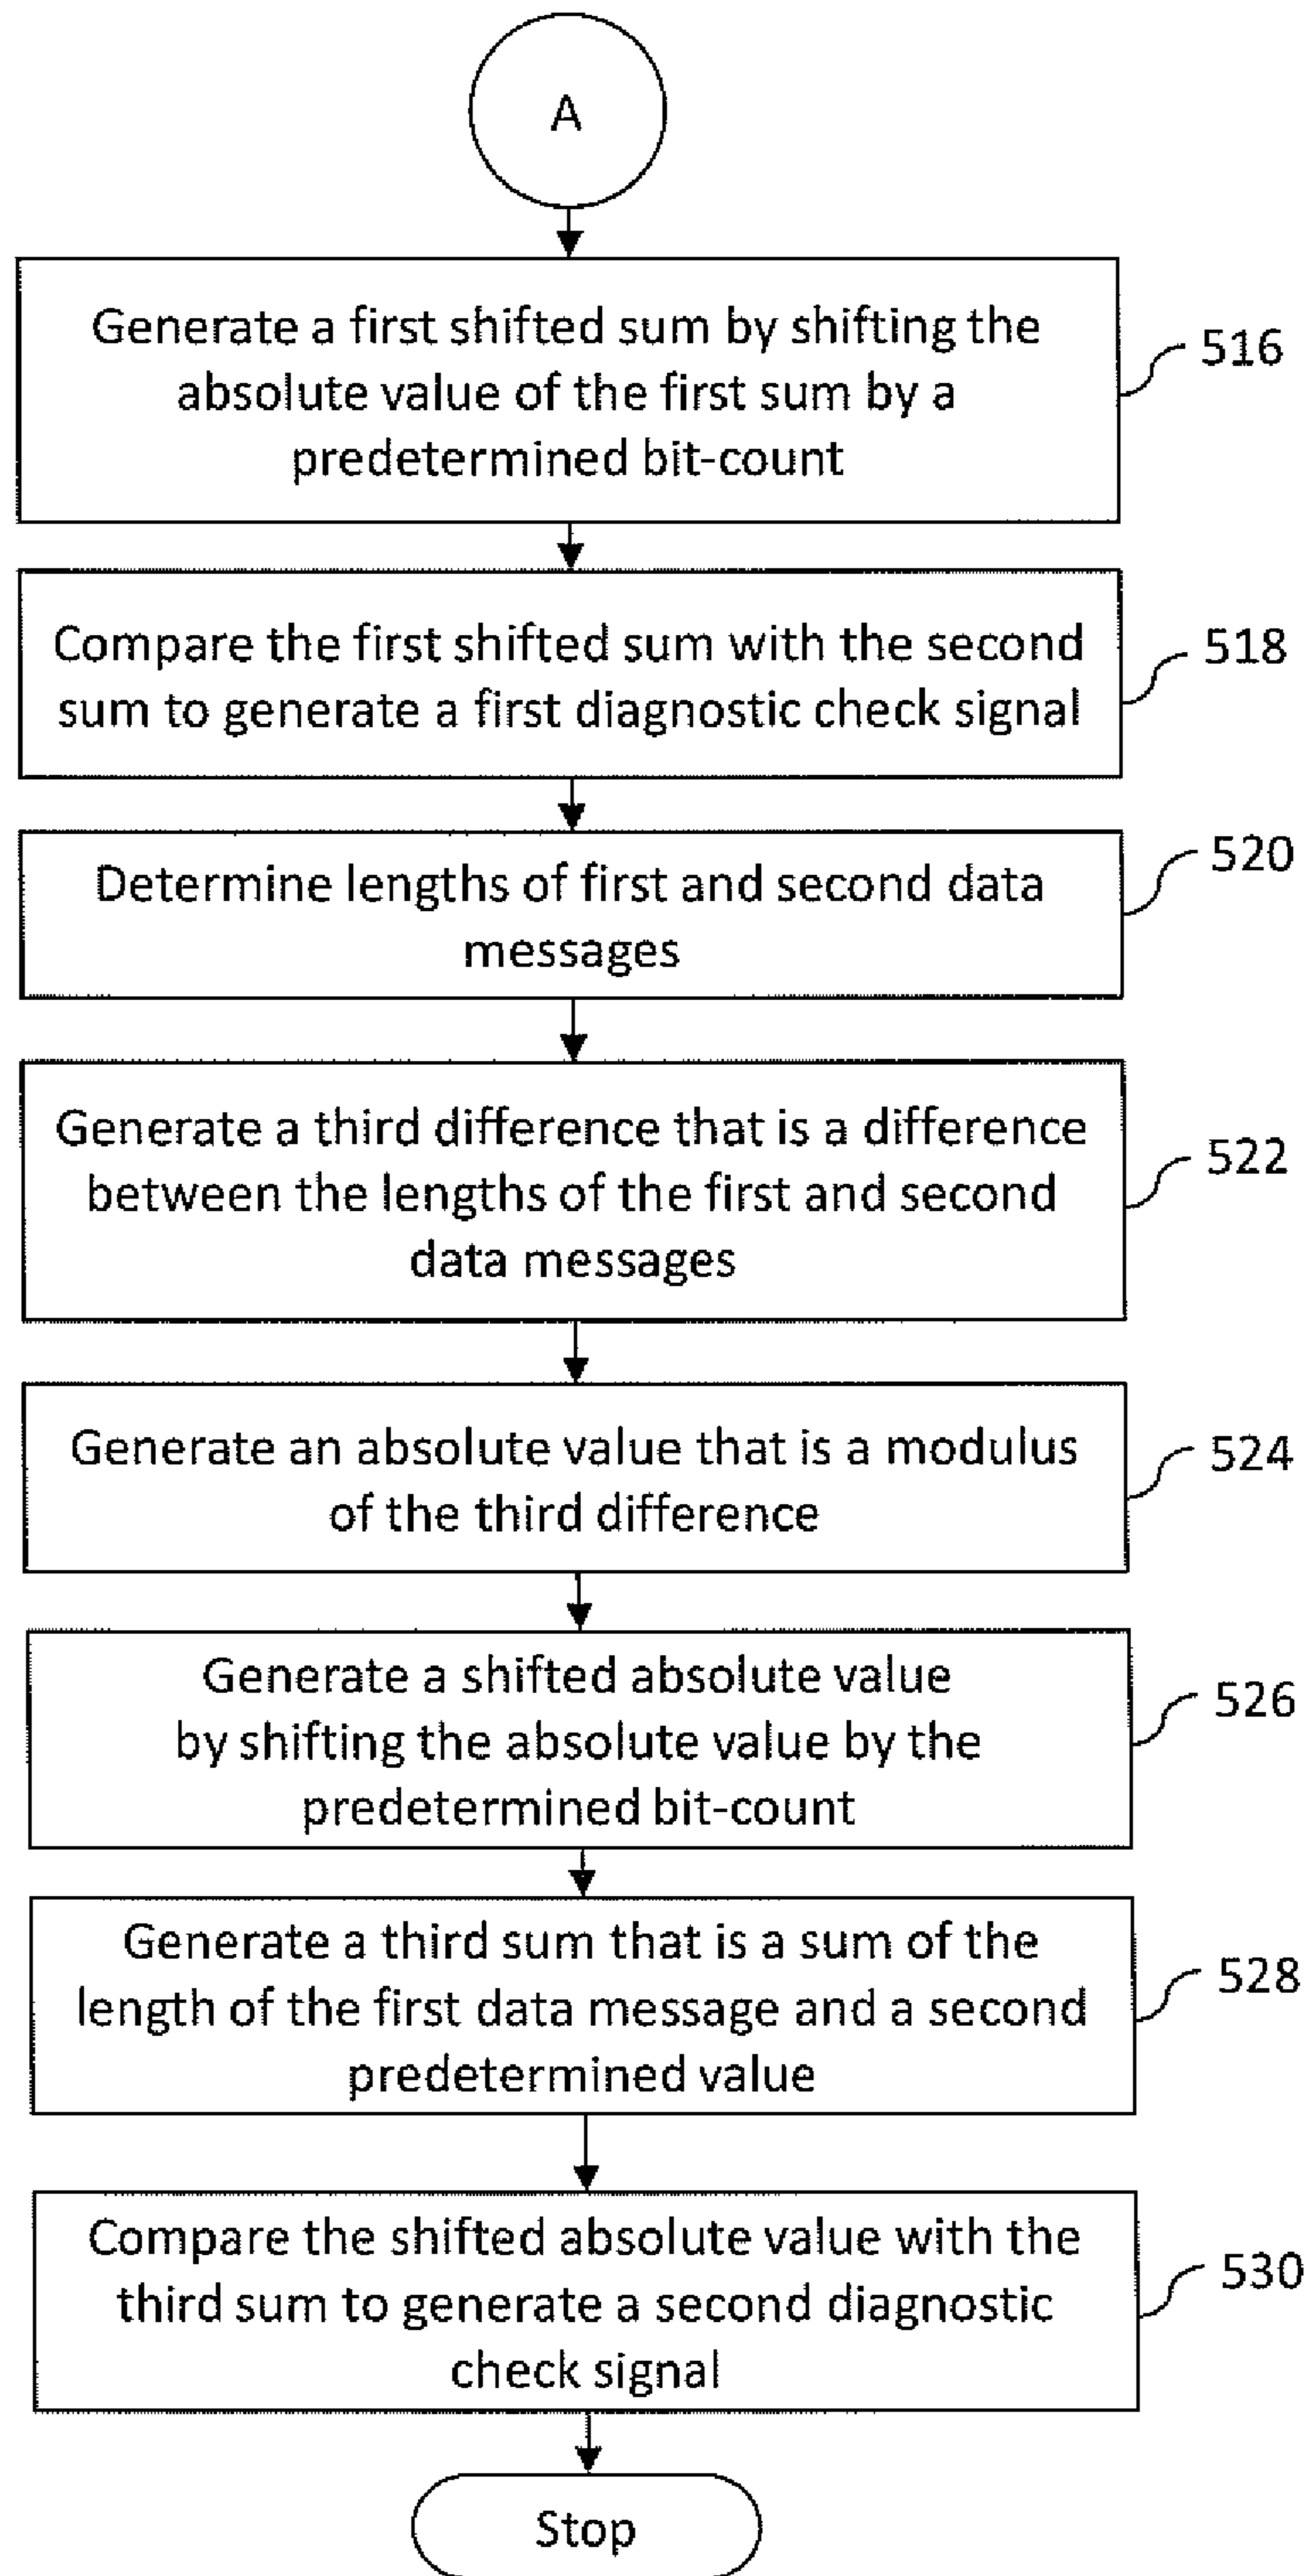 A
Generate a first shifted sum by shifting the
absolute value of the first sum by a
predetermined bit-count
516
Compare the first shifted sum with the second
sum to generate a first diagnostic check signal
518
Determine lengths of first and second data
messages
520
Generate a third difference that is a difference
between the lengths of the first and second
data messages
522
Generate an absolute value that is a modulus
of the third difference
524
Generate a shifted absolute value
by shifting the absolute value by the
predetermined bit-count
526
Generate a third sum that is a sum of the
length of the first data message and a second
predetermined value
528
Compare the shifted absolute value with the
third sum to generate a second diagnostic
check signal
530
Stop